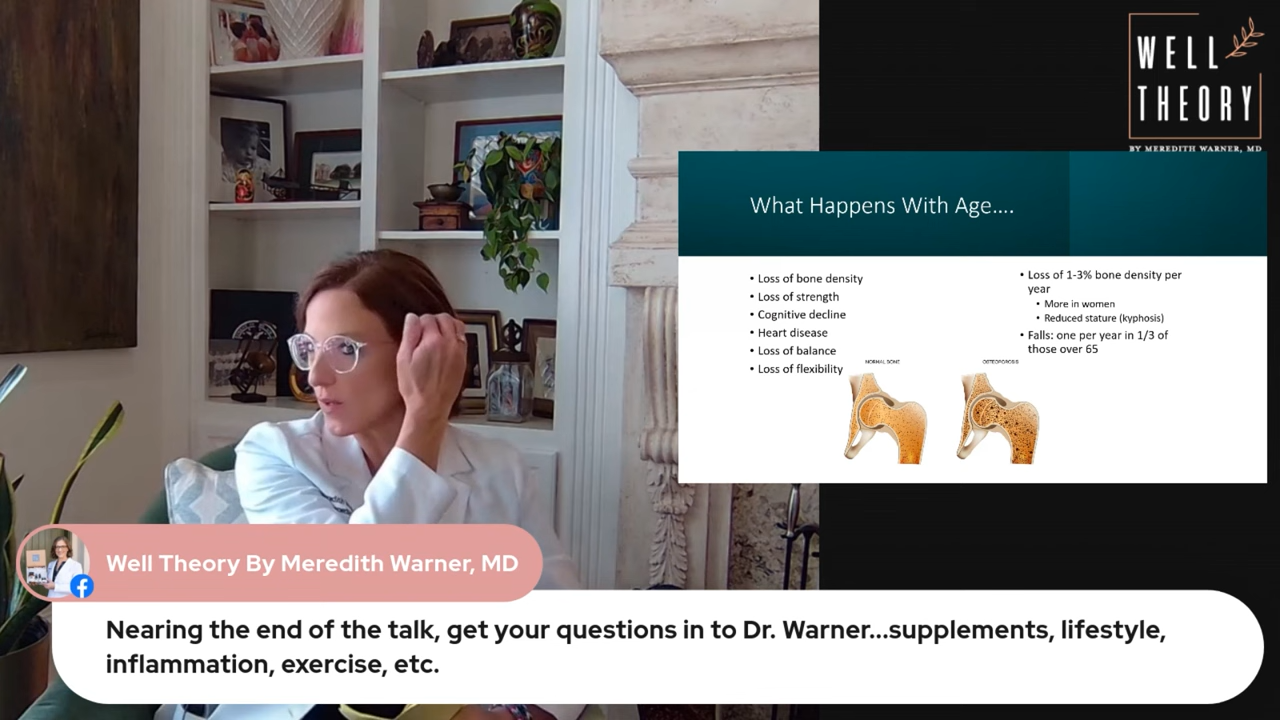 WELL
THEORY
BY MEREDITH WARNER, MD
What Happens With Age....
• Loss of bone density
• Loss of strength
• Cognitive decline
• Heart disease
• Loss of balance
• Loss of flexibility
• Loss of 1-3% bone density per
year
• More in women
• Reduced stature (kyphosis)
• Falls: one per year in 1/3 of
those over 65
NORMAL BONE
OSTEOPOROSIS
Well Theory By Meredith Warner, MD
Nearing the end of the talk, get your questions in to Dr. Warner...supplements, lifestyle,
inflammation, exercise, etc.